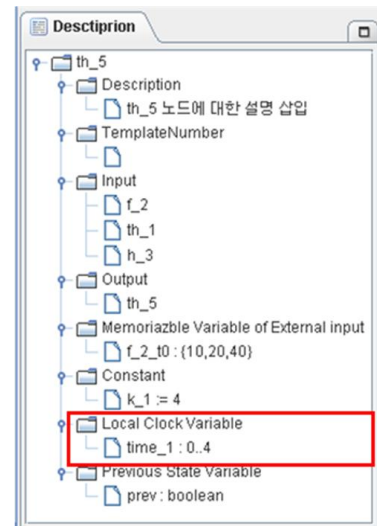 Desctiprion
th_5
Description
th_5 노드에 대한 설명 삽입
TemplateNumber
Input
f_2
th_1
h_3
Output
th_5
Memoriazble Variable of External input
f_2_t0 : {10,20,40}
Constant
k_1 := 4
Local Clock Variable
time_1 : 0..4
Previous State Variable
prev : boolean